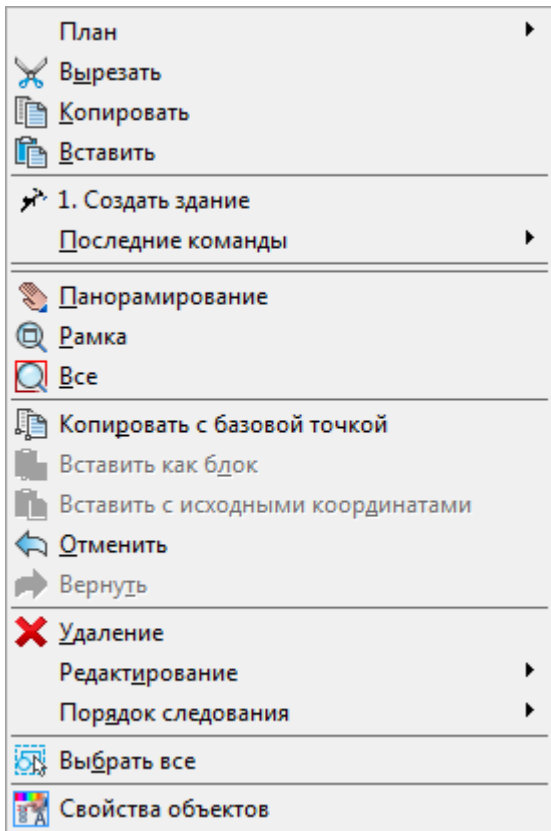 План
Вырезать
Копировать
Вставить
1. Создать здание
Последние команды
Панорамирование
Рамка
Все
Копировать с базовой точкой
Вставить как блок
Вставить с исходными координатами
Отменить
Вернуть
Удаление
Редактирование
Порядок следования
Выбрать все
Свойства объектов